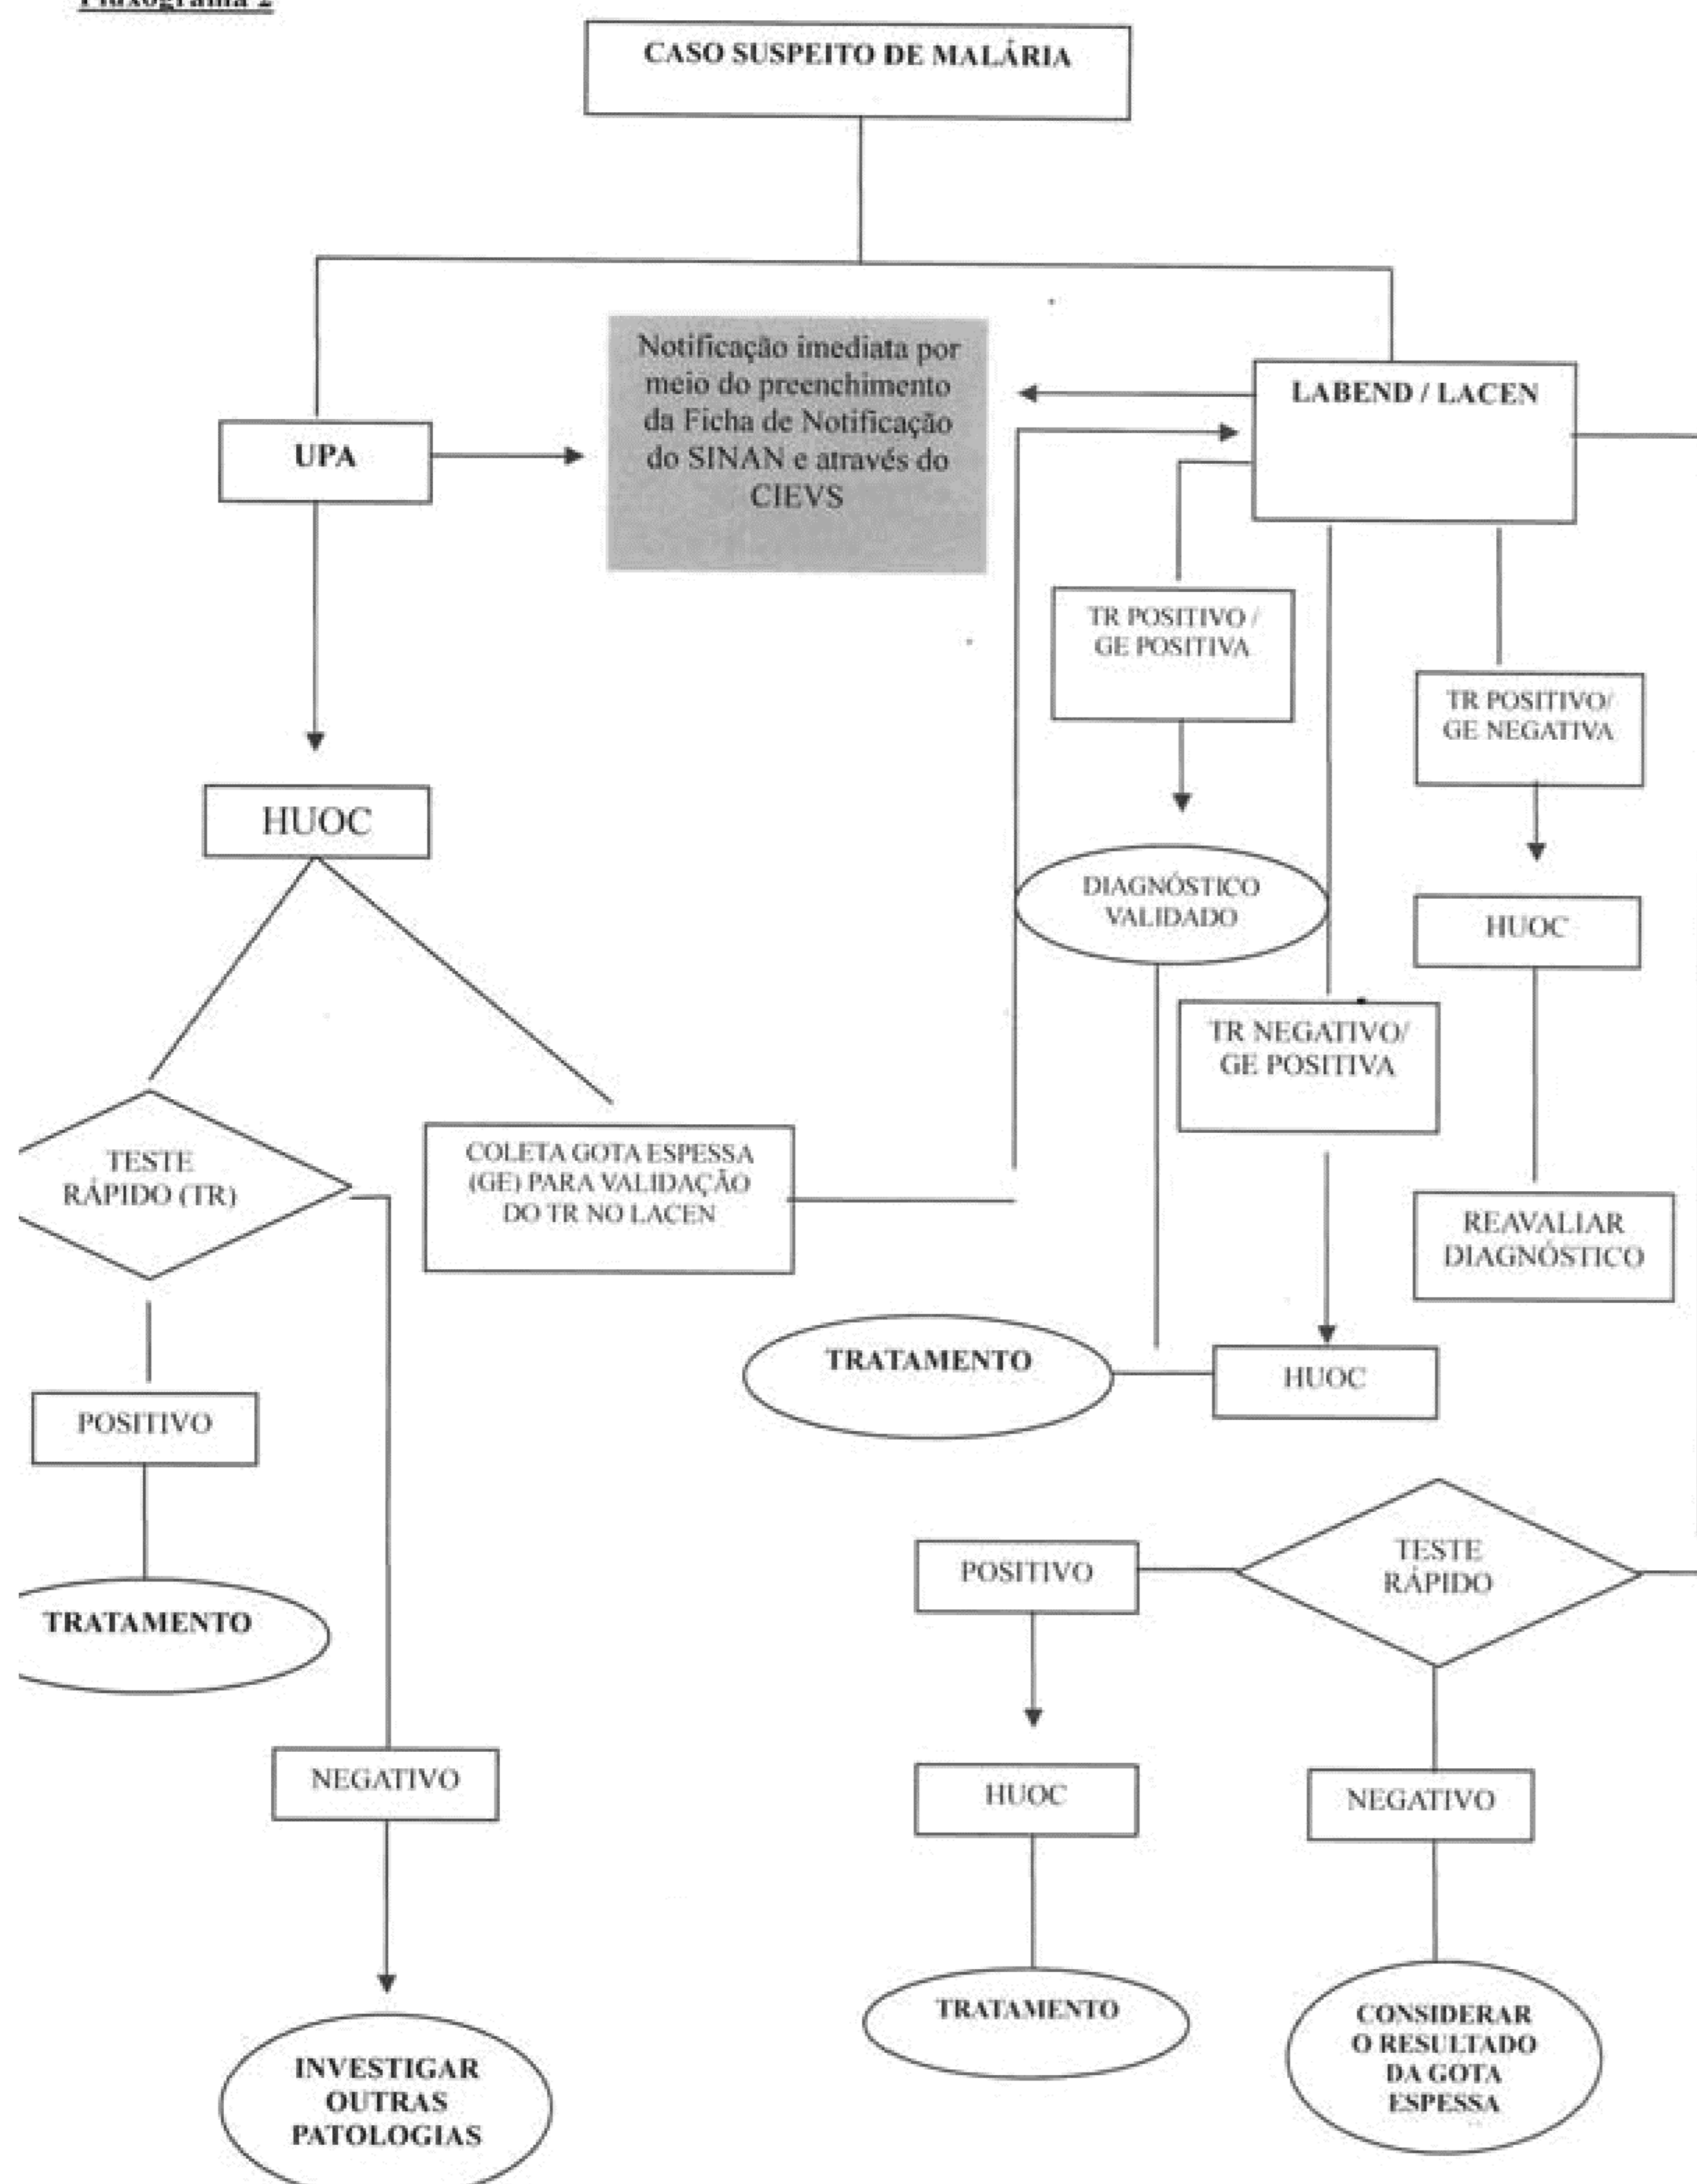 Fluxograma 2
CASO SUSPEITO DE MALÁRIA
Notificação imediata por
meio do preenchimento
da Ficha de Notificação
do SINAN e através do
CIEVS
LABEND / LACEN
UPA
TR POSITIVO /
GE POSITIVA
TR POSITIVO/
GE NEGATIVA
HUOC
DIAGNÓSTICO
VALIDADO
HUOC
TR NEGATIVO/
GE POSITIVA
TESTE
RÁPIDO (TR)
COLETA GOTA ESPESSA
(GE) PARA VALIDAÇÃO
DO TR NO LACEN
REAVALIAR
DIAGNÓSTICO
TRATAMENTO
HUOC
POSITIVO
POSITIVO
TESTE
RÁPIDO
TRATAMENTO
NEGATIVO
HUOC
NEGATIVO
TRATAMENTO
CONSIDERAR
O RESULTADO
DA GOTA
ESPESSA
INVESTIGAR
OUTRAS
PATOLOGIAS